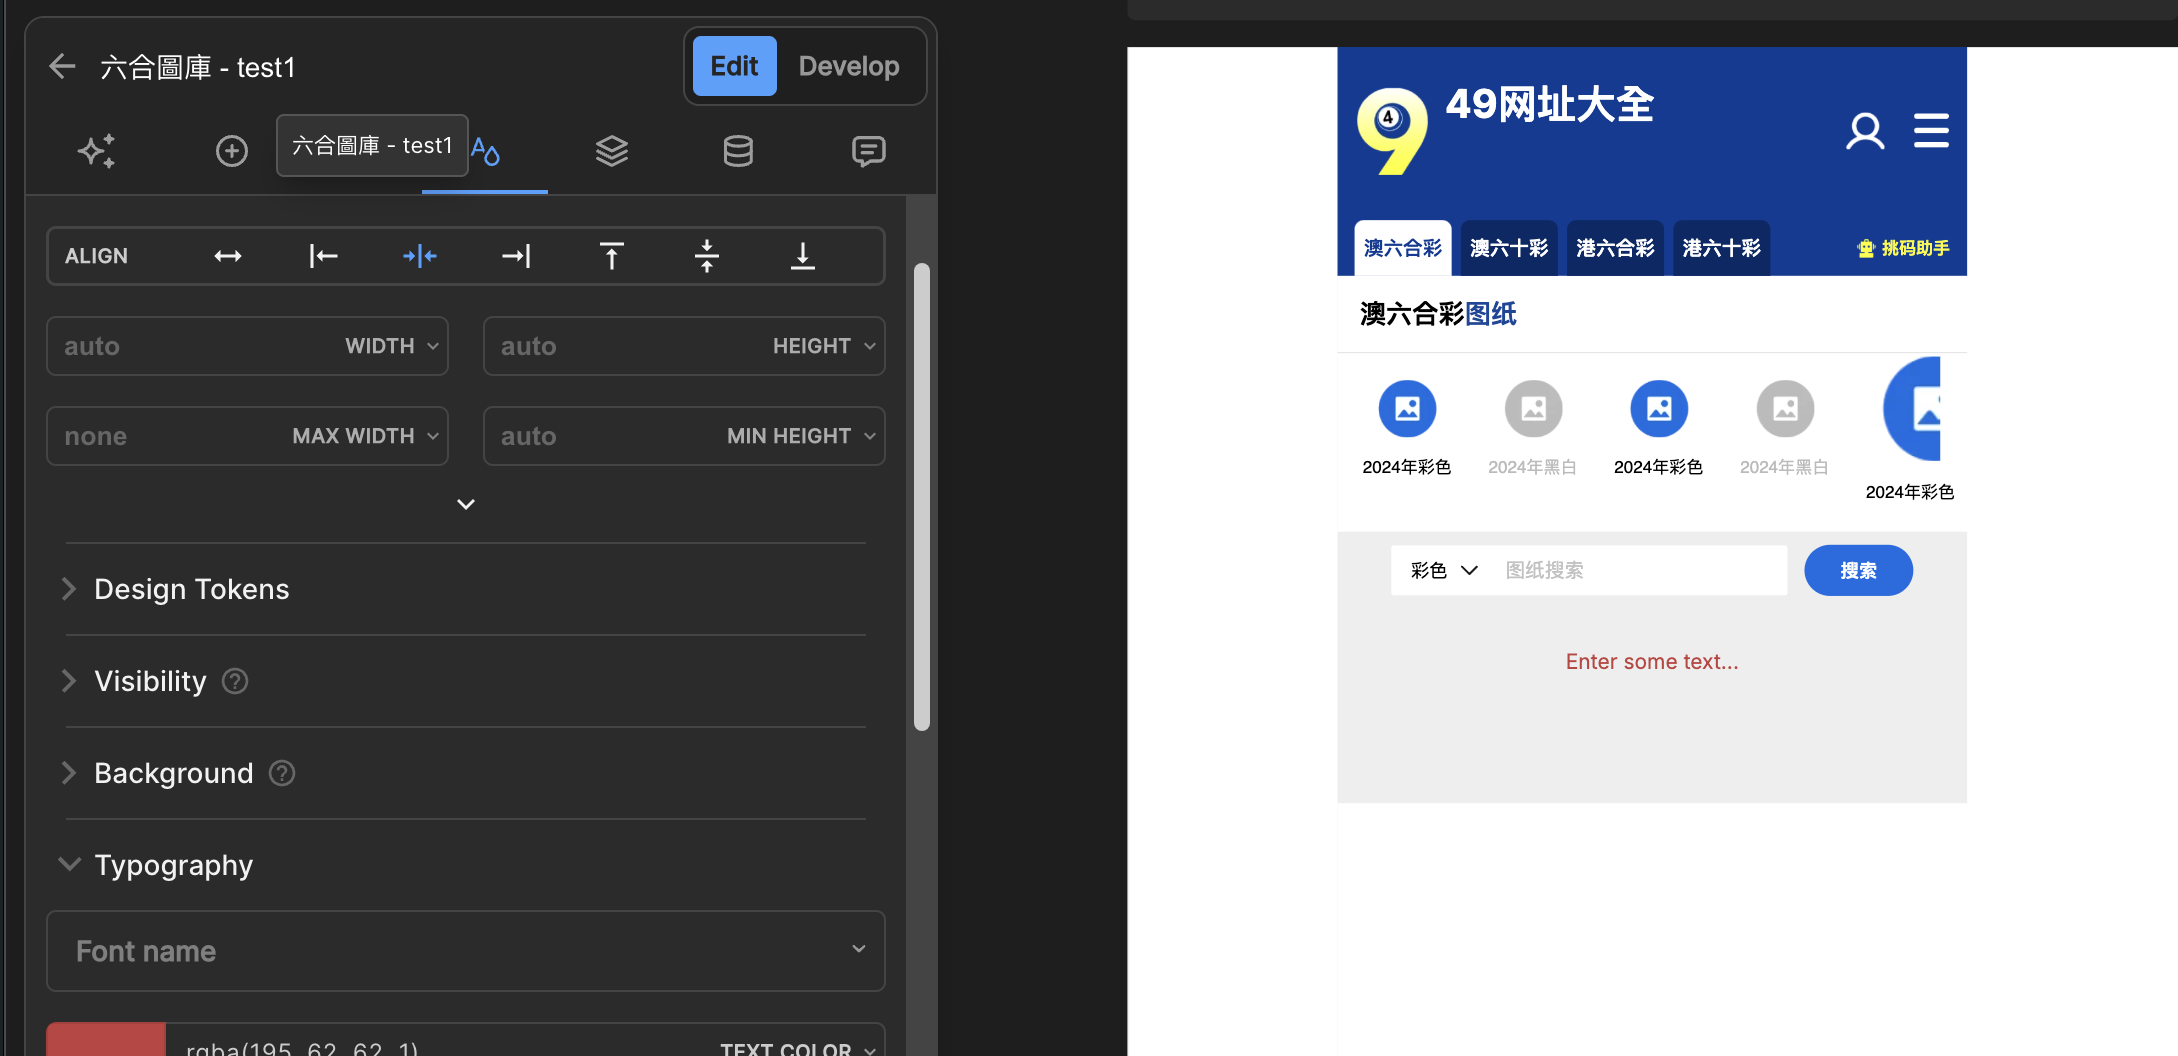 六合圖庫 - test1
Edit
Develop
六合圖庫 - test1
ALIGN
auto WIDTH
auto HEIGHT
none MAX WIDTH
auto MIN HEIGHT
Design Tokens
Visibility
Background
Typography
Font name
rgba(195, 62, 62, 1) TEXT COLOR
4
49网址大全
澳六合彩
澳六十彩
港六合彩
港六十彩
挑码助手
澳六合彩图纸
2024年彩色
2024年黑白
2024年彩色
2024年黑白
2024年彩色
彩色
图纸搜索
搜索
Enter some text...